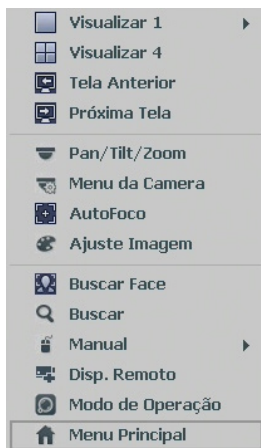 Visualizar 1
Visualizar 4
Tela Anterior
Próxima Tela
Pan/Tilt/Zoom
Menu da Camera
AutoFoco
Ajuste Imagem
Buscar Face
Buscar
Manual
Disp. Remoto
Modo de Operação
Menu Principal